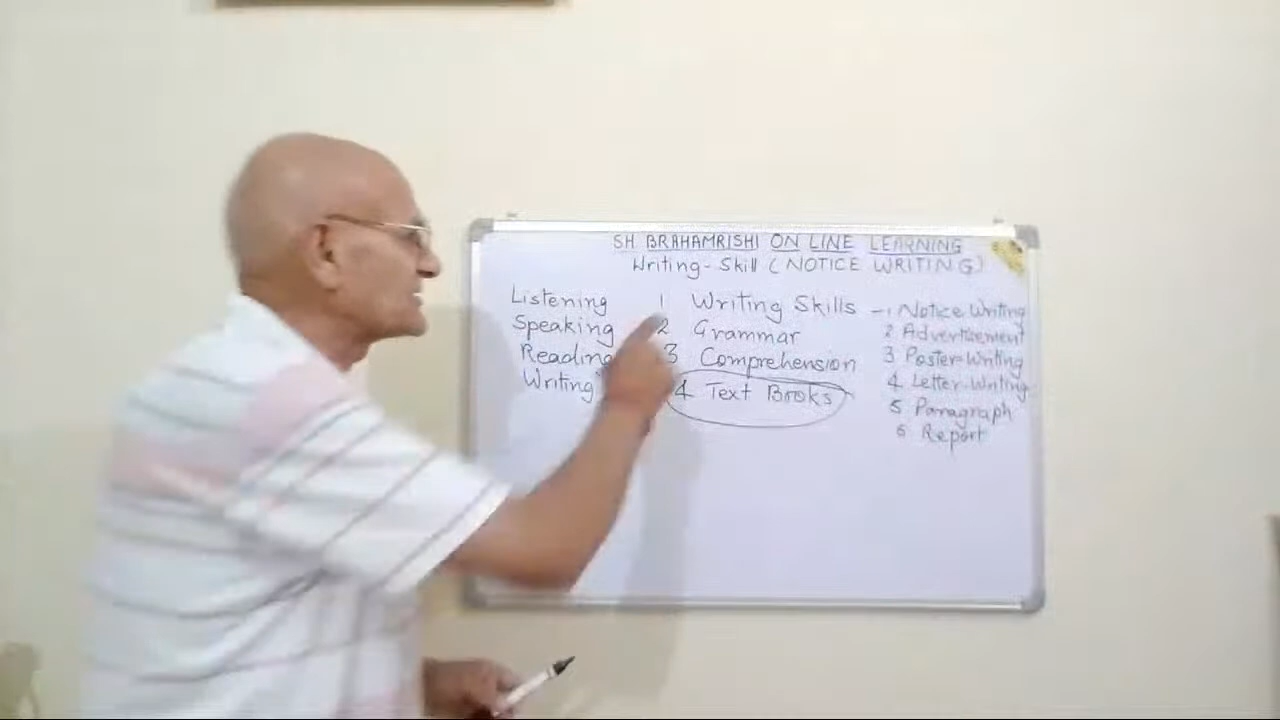 SH BRAHAMRISHI ON LINE LEARNING
Writing-Skill (NOTICE WRITING)
Listening
Speaking
Reading
Writing
1 Writing Skills
2 Grammar
3 Comprehension
4 Text Books
1 Notice Writing
2 Advertisement
3 Poster-Writing
4 Letter-Writing
5 Paragraph
6 Report